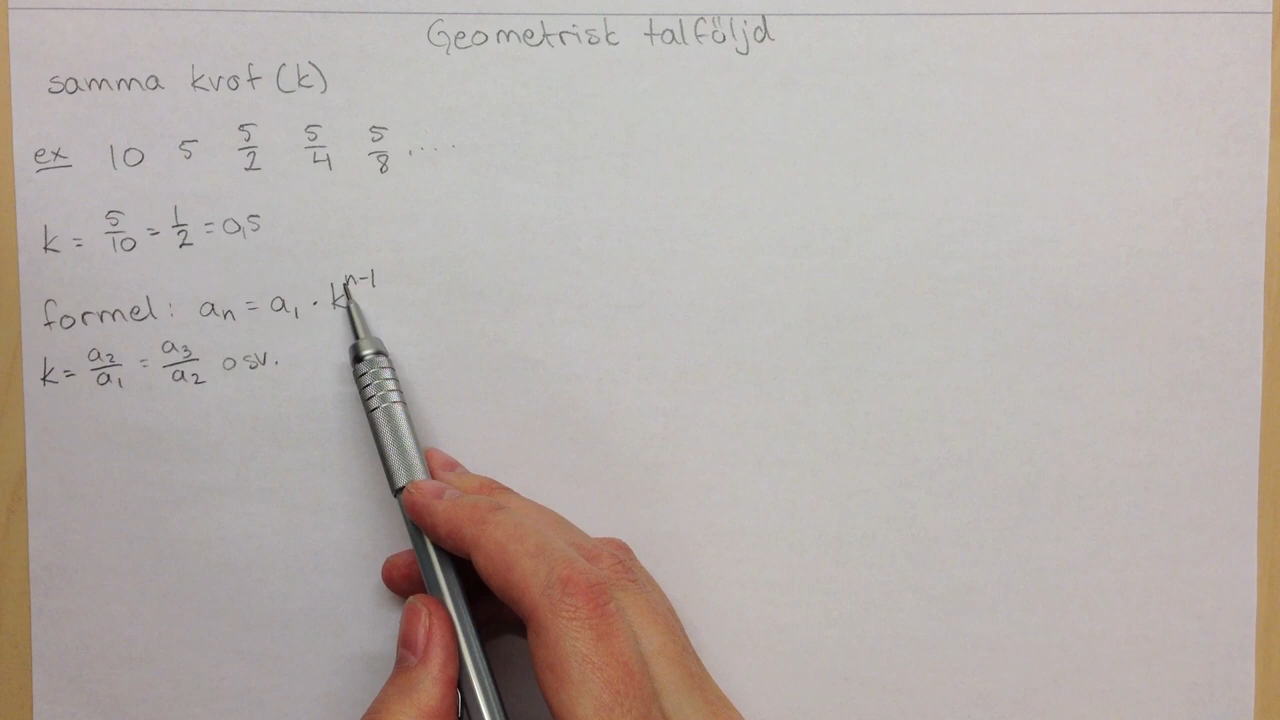 Geometrisk talföljd
samma kvot (k)
ex 10 5 5/2 5/4 5/8 ....
k = 5/10 = 1/2 = 0,5
formel: aₙ = a₁ · kⁿ⁻¹
k = a₂/a₁ = a₃/a₂ osv.